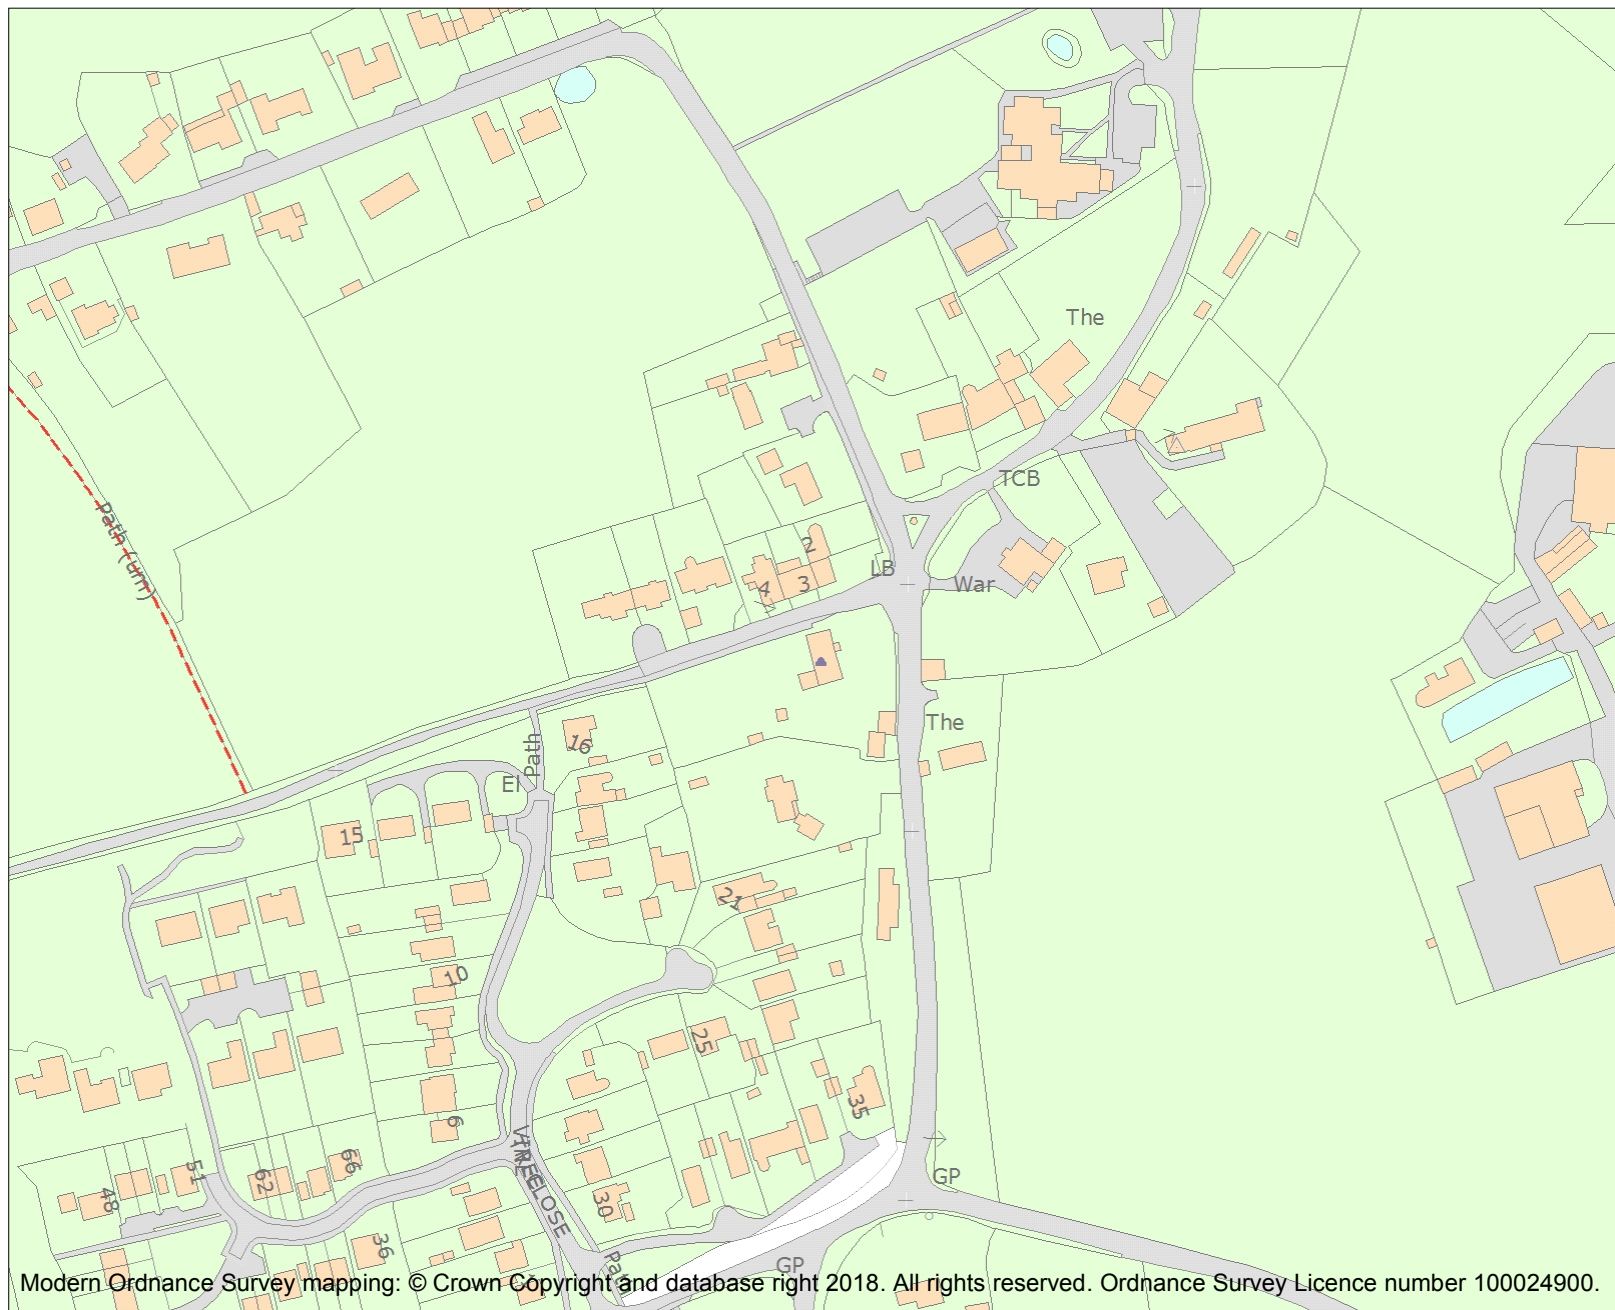 The
TCB
Path (um)
2
LB
4
3
War
The
16
Path
El
15
21
10
25
35
6
51
62
66
GP
48
30
36
Path
GP
Modern Ordnance Survey mapping: © Crown Copyright and database right 2018. All rights reserved. Ordnance Survey Licence number 100024900.